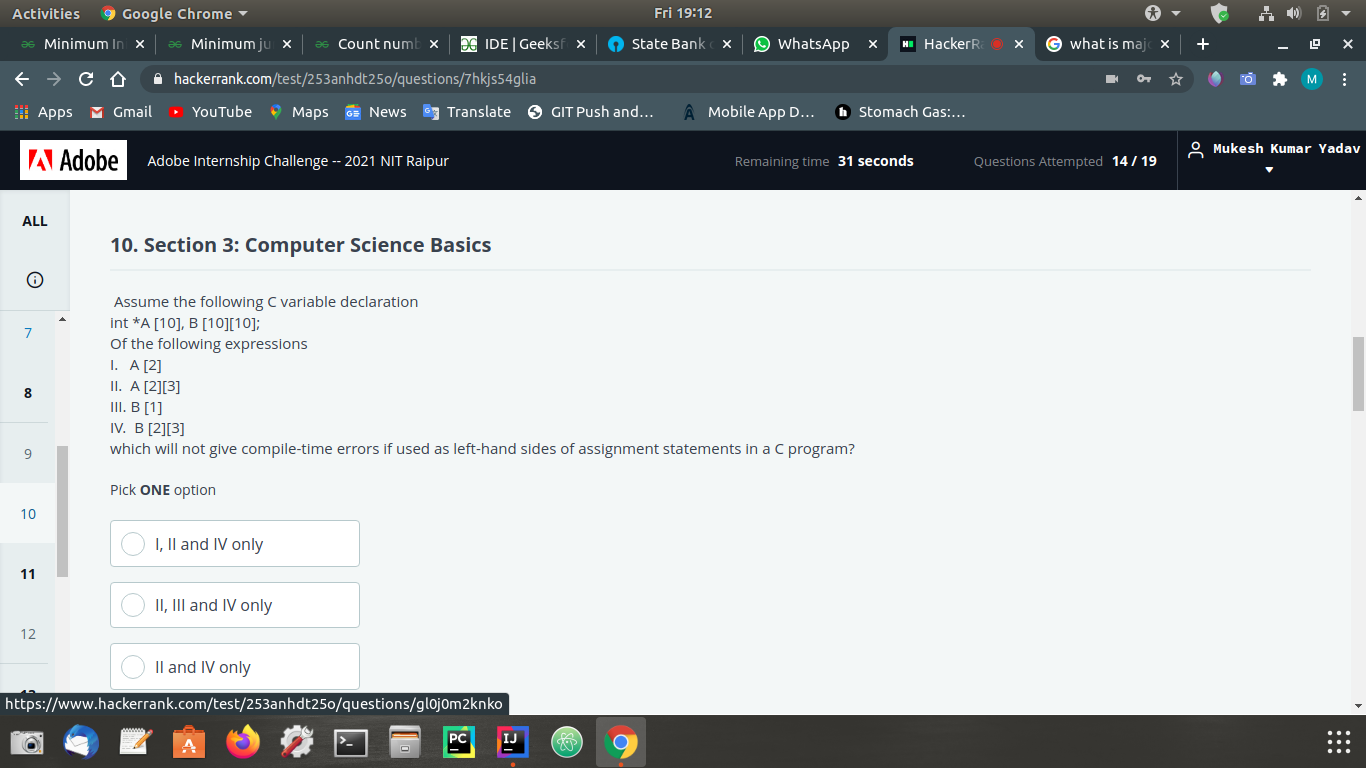 Activities Google Chrome Fri 19:12
Minimum In Minimum ju Count numb IDE | Geeksf State Bank WhatsApp HackerR what is maj
hackerrank.com/test/253anhdt25o/questions/7hkjs54glia M
Apps Gmail YouTube Maps GE News Translate GIT Push and... Mobile App D... h Stomach Gas:...
Adobe Adobe Internship Challenge -- 2021 NIT Raipur Remaining time 31 seconds Questions Attempted 14 / 19 Mukesh Kumar Yadav
ALL
7
8
9
10
11
12
10. Section 3: Computer Science Basics
Assume the following C variable declaration
int *A [10], B [10][10];
Of the following expressions
I. A [2]
II. A [2][3]
III. B [1]
IV. B [2][3]
which will not give compile-time errors if used as left-hand sides of assignment statements in a C program?
Pick ONE option
I, II and IV only
II, III and IV only
II and IV only
https://www.hackerrank.com/test/253anhdt25o/questions/gl0j0m2knko
PC IJ